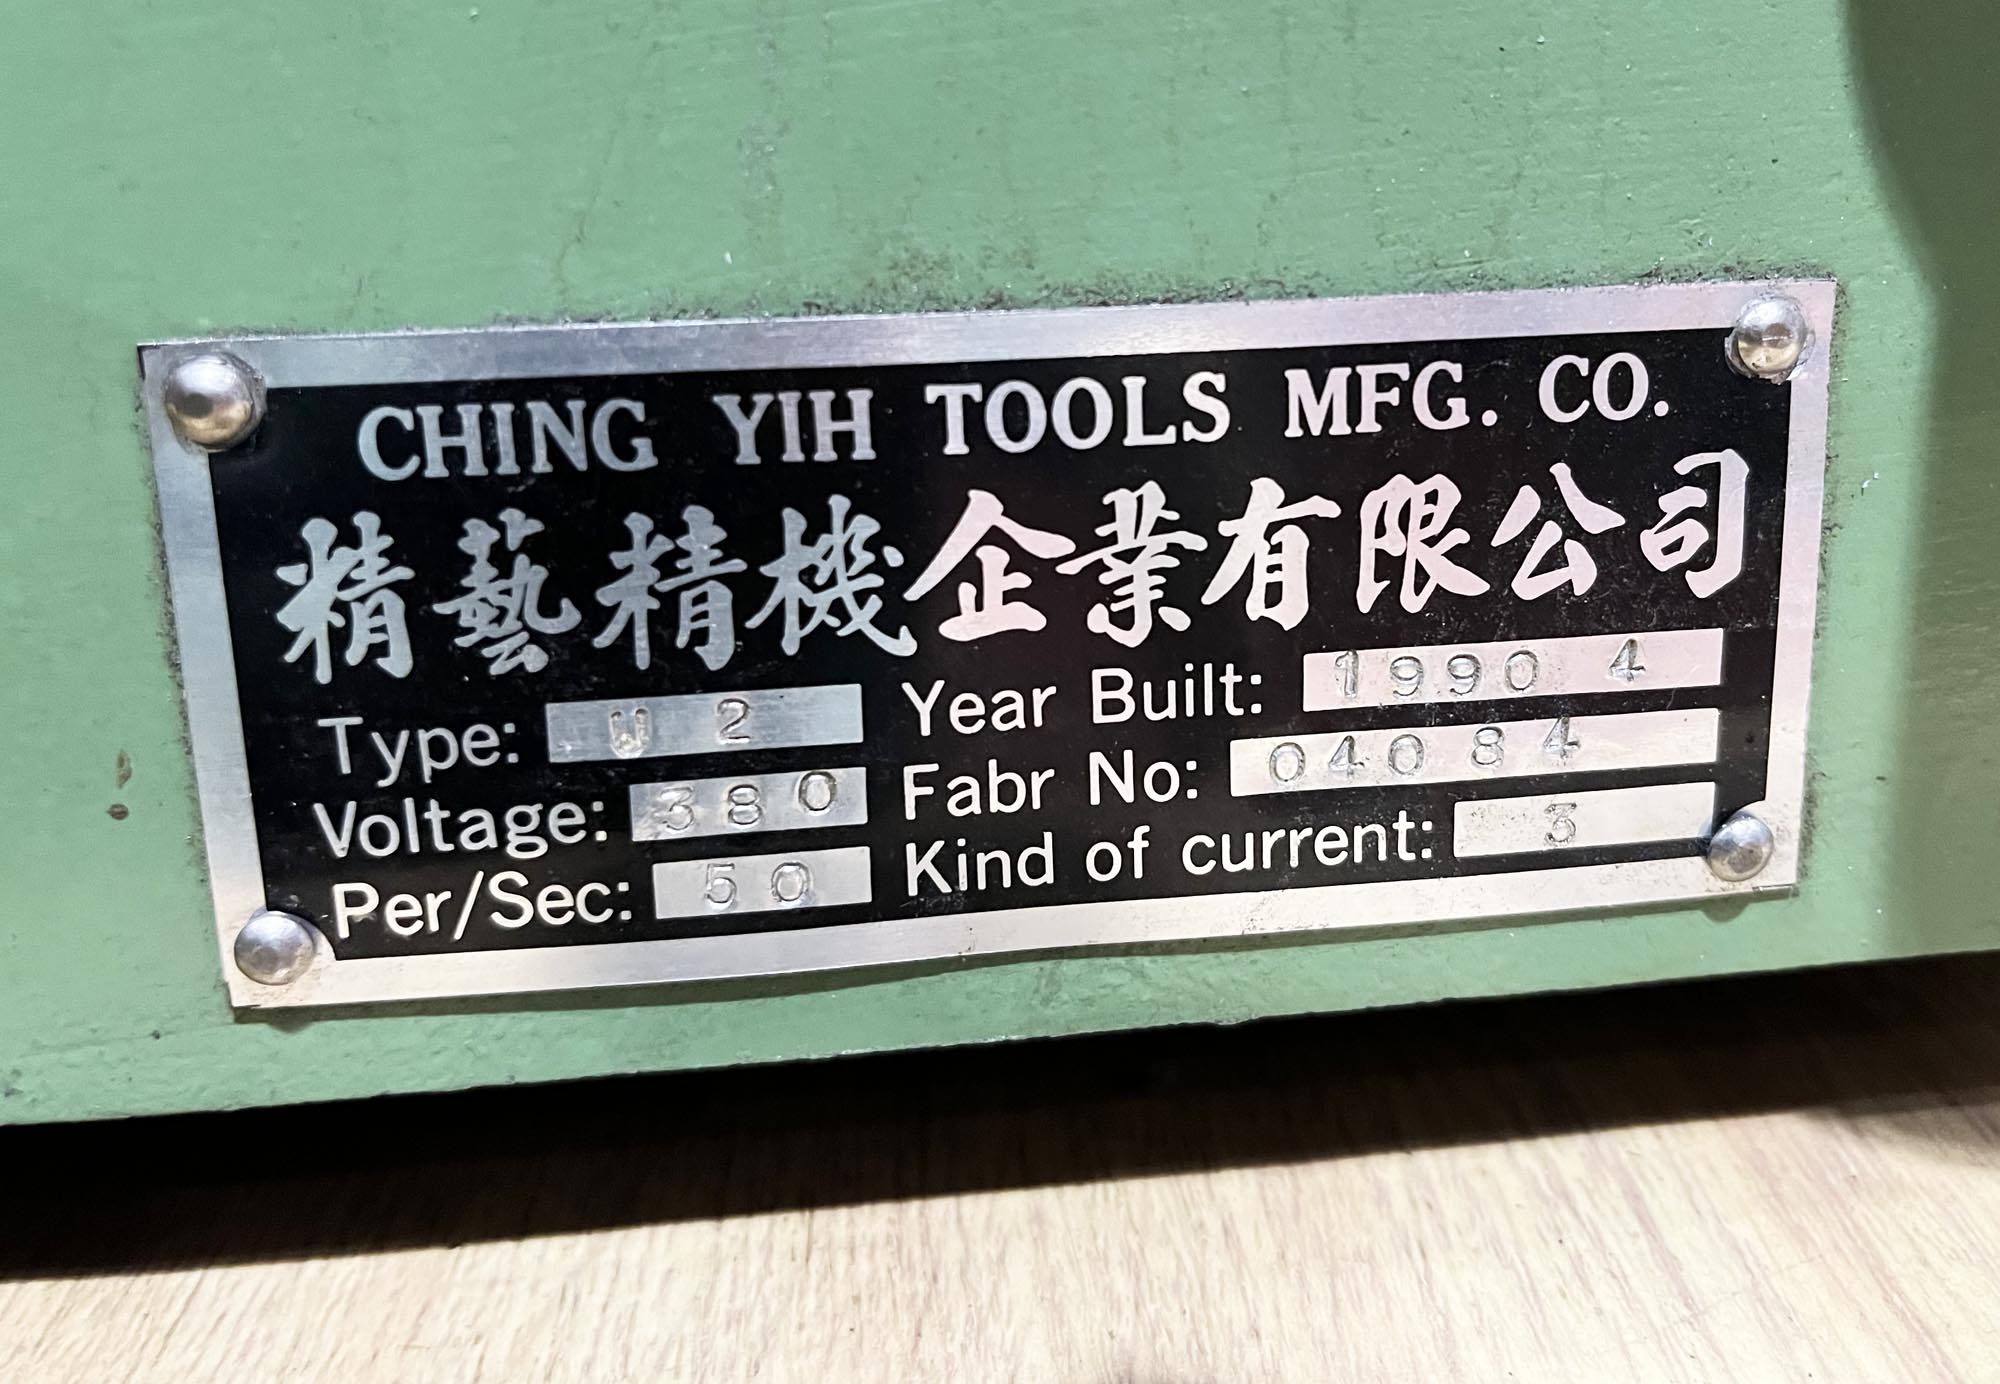 CHING YIH TOOLS MFG. CO.
精藝精機企業有限公司
Type: U 2
Voltage: 380
Per/Sec: 50
Year Built: 1990 4
Fabr No: 04084
Kind of current: 3